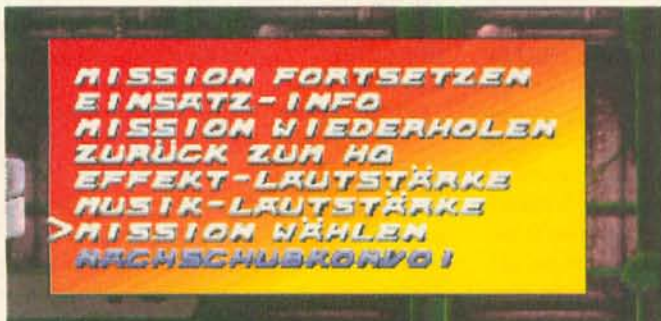 MISSION FORTSETZEN
EINSATZ-INFO
MISSION WIEDERHOLEN
ZURÜCK ZUM HQ
EFFEKT-LAUTSTÄRKE
MUSIK-LAUTSTÄRKE
>MISSION WÄHLEN
NACHSCHUBKONVOI